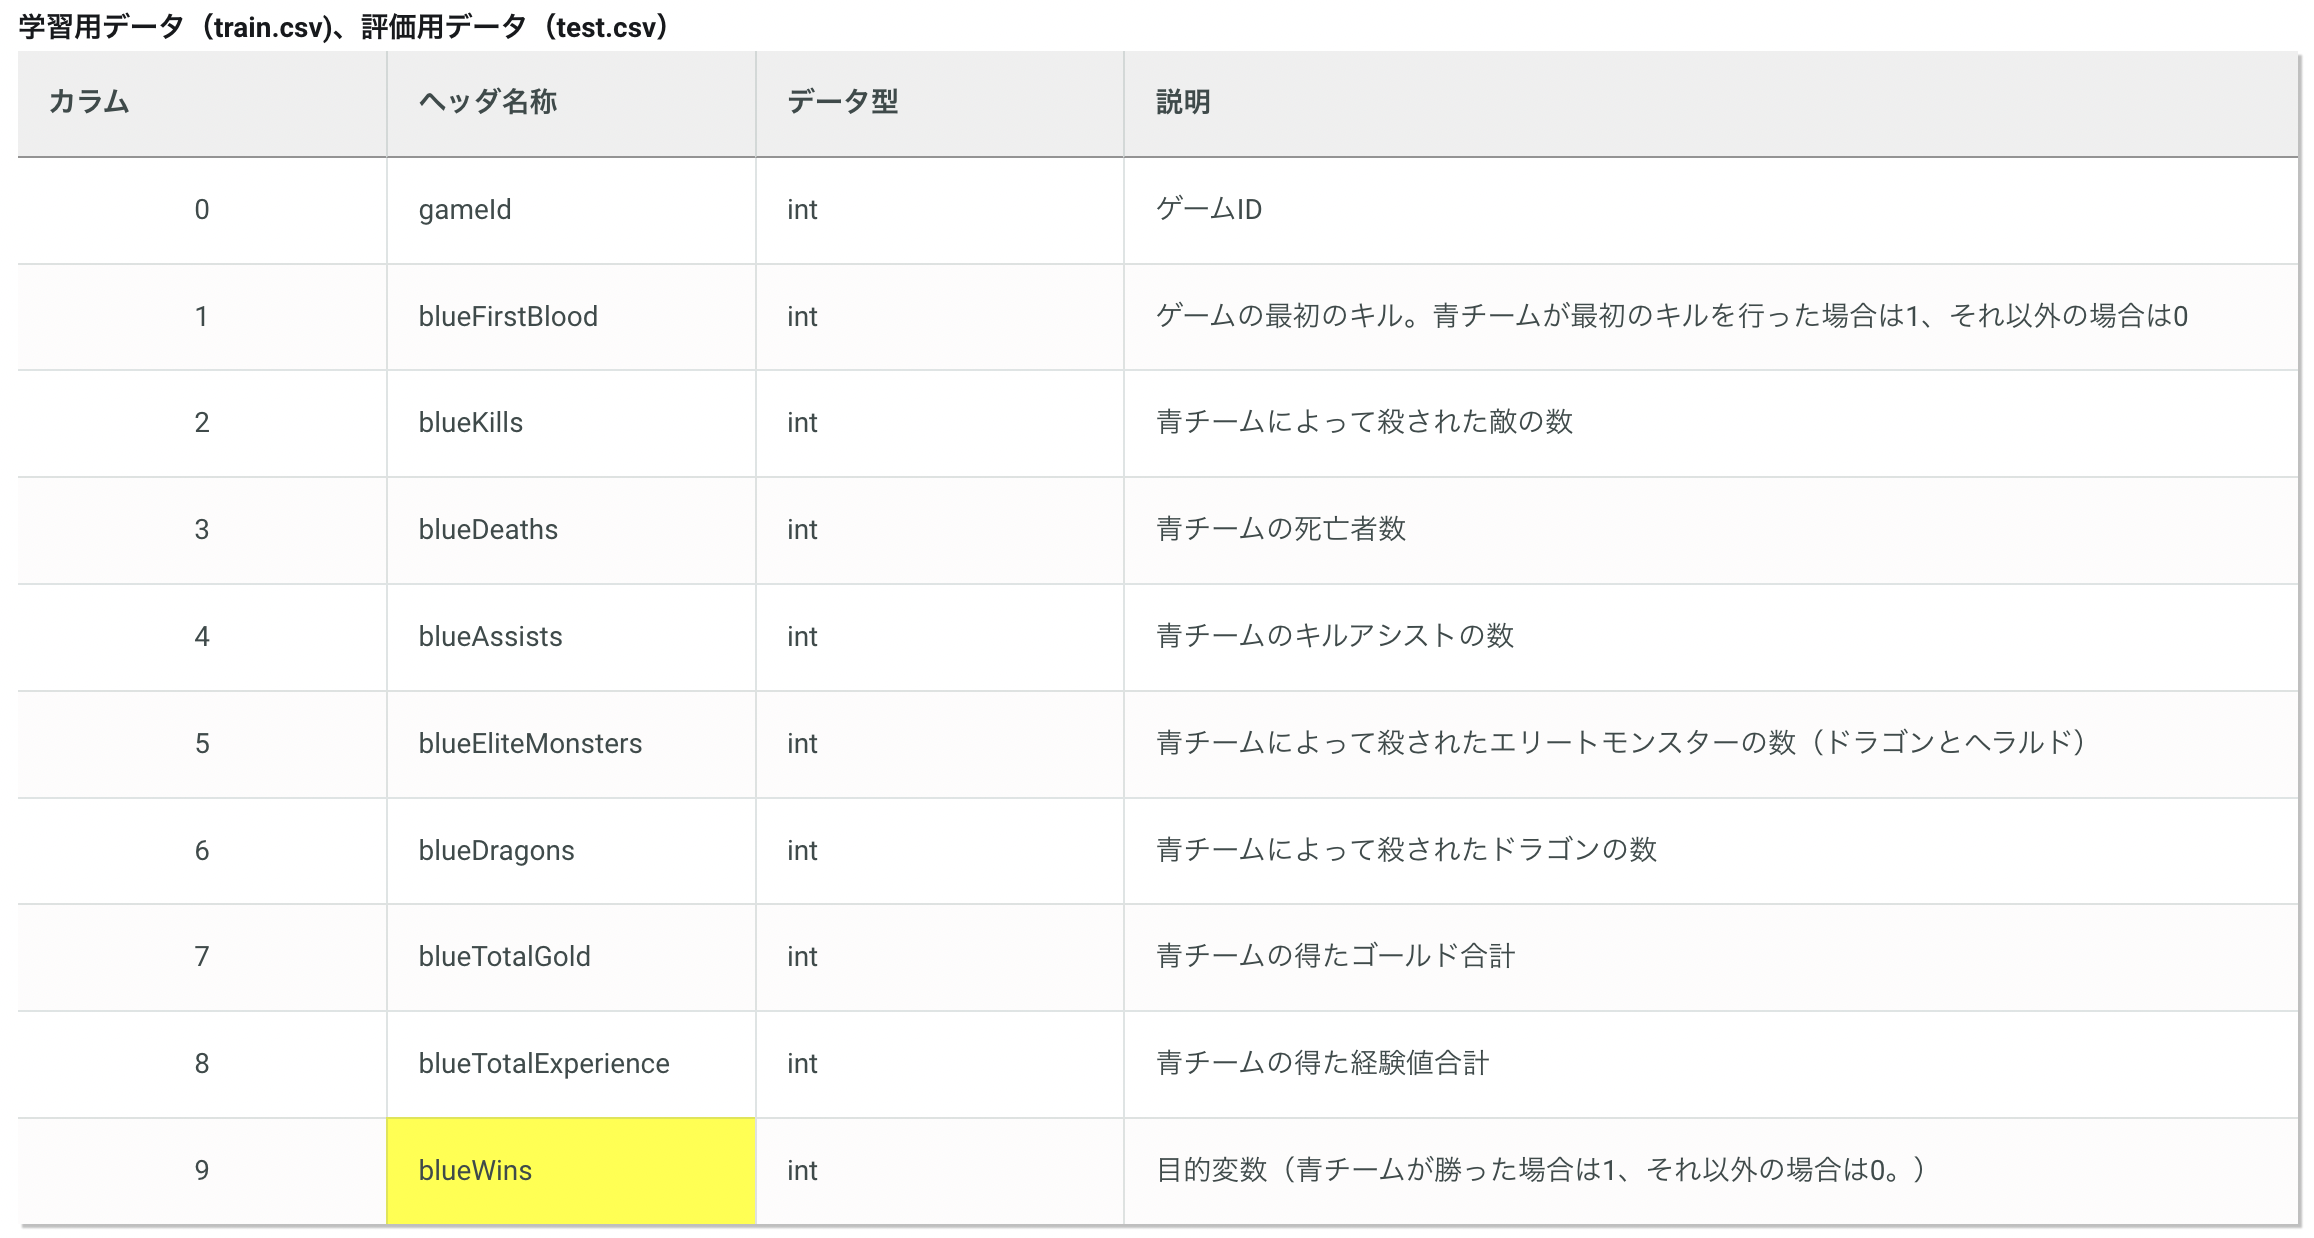 学習用データ（train.csv)、評価用データ（test.csv）
カラム ヘッダ名称 データ型 説明
0 gameId int ゲームID
1 blueFirstBlood int ゲームの最初のキル。青チームが最初のキルを行った場合は1、それ以外の場合は0
2 blueKills int 青チームによって殺された敵の数
3 blueDeaths int 青チームの死亡者数
4 blueAssists int 青チームのキルアシストの数
5 blueEliteMonsters int 青チームによって殺されたエリートモンスターの数（ドラゴンとヘラルド）
6 blueDragons int 青チームによって殺されたドラゴンの数
7 blueTotalGold int 青チームの得たゴールド合計
8 blueTotalExperience int 青チームの得た経験値合計
9 blueWins int 目的変数（青チームが勝った場合は1、それ以外の場合は0。）